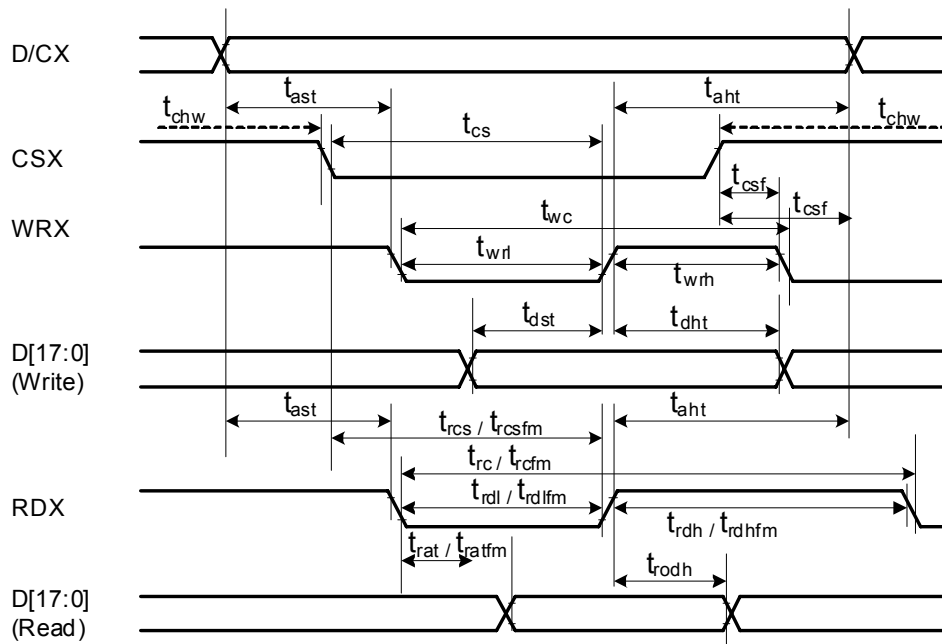 D/CX
t_ast
t_aht
t_chw
t_chw
t_cs
CSX
t_csf
t_csf
WRX
t_wc
t_wrl
t_wrh
t_dst
t_dht
D[17:0]
(Write)
t_ast
t_aht
t_rcs / t_rcsfm
t_rc / t_rcfm
t_rdl / t_rdlfm
RDX
t_rdh / t_rdhfm
t_rat / t_ratfm
t_rodh
D[17:0]
(Read)